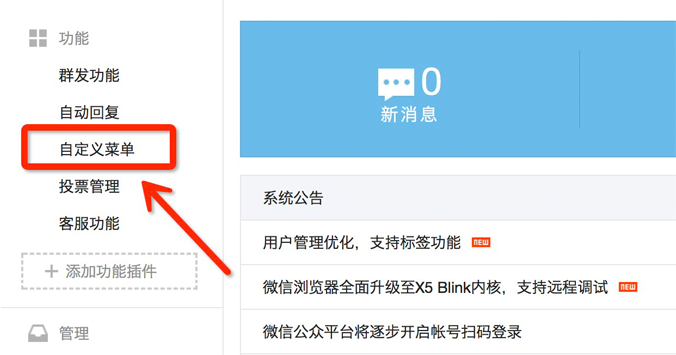 功能
群发功能
自动回复
自定义菜单
投票管理
客服功能
添加功能插件
管理
0
新消息
系统公告
用户管理优化，支持标签功能 NEW
微信浏览器全面升级至X5 Blink内核，支持远程调试 NEW
微信公众平台将逐步开启帐号扫码登录